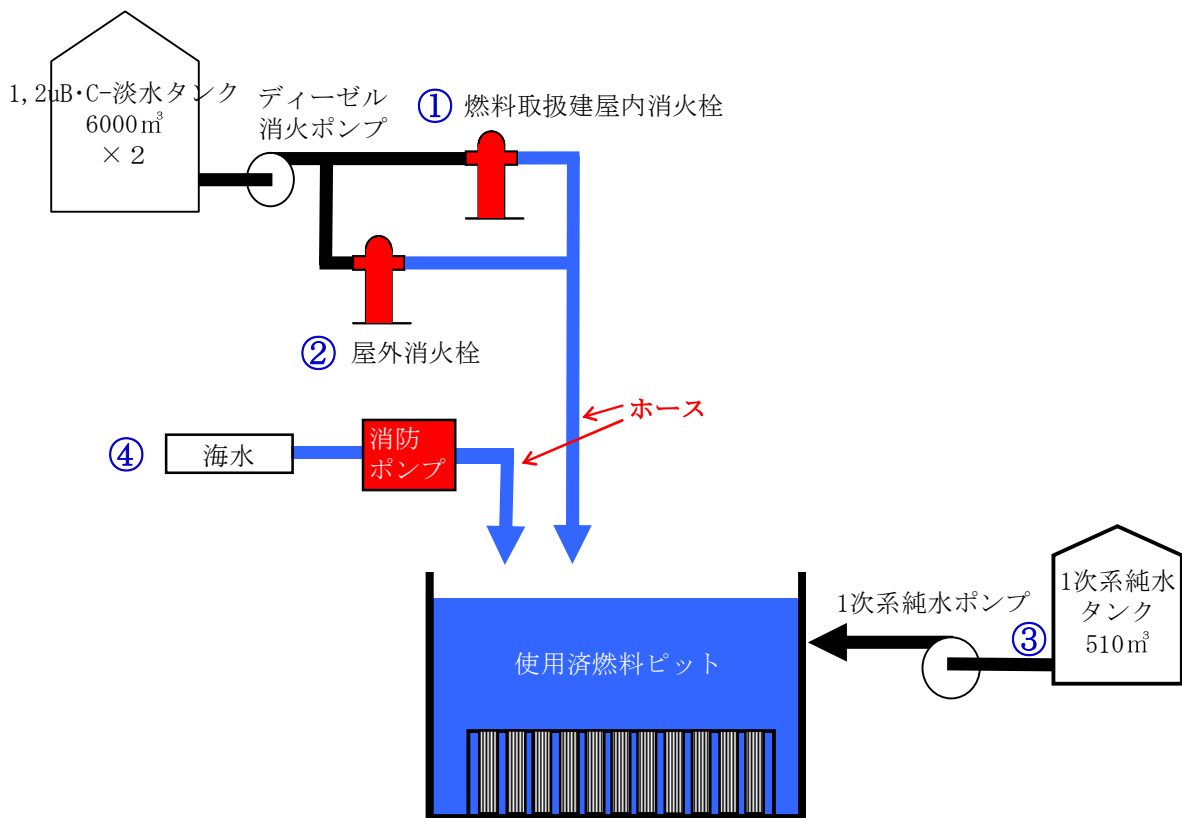 1,2uB・C-淡水タンク
6000㎥
×2
ディーゼル
消火ポンプ
① 燃料取扱建屋内消火栓
② 屋外消火栓
ホース
④ 海水
消防
ポンプ
1次系純水ポンプ
③
1次系純水
タンク
510㎥
使用済燃料ピット